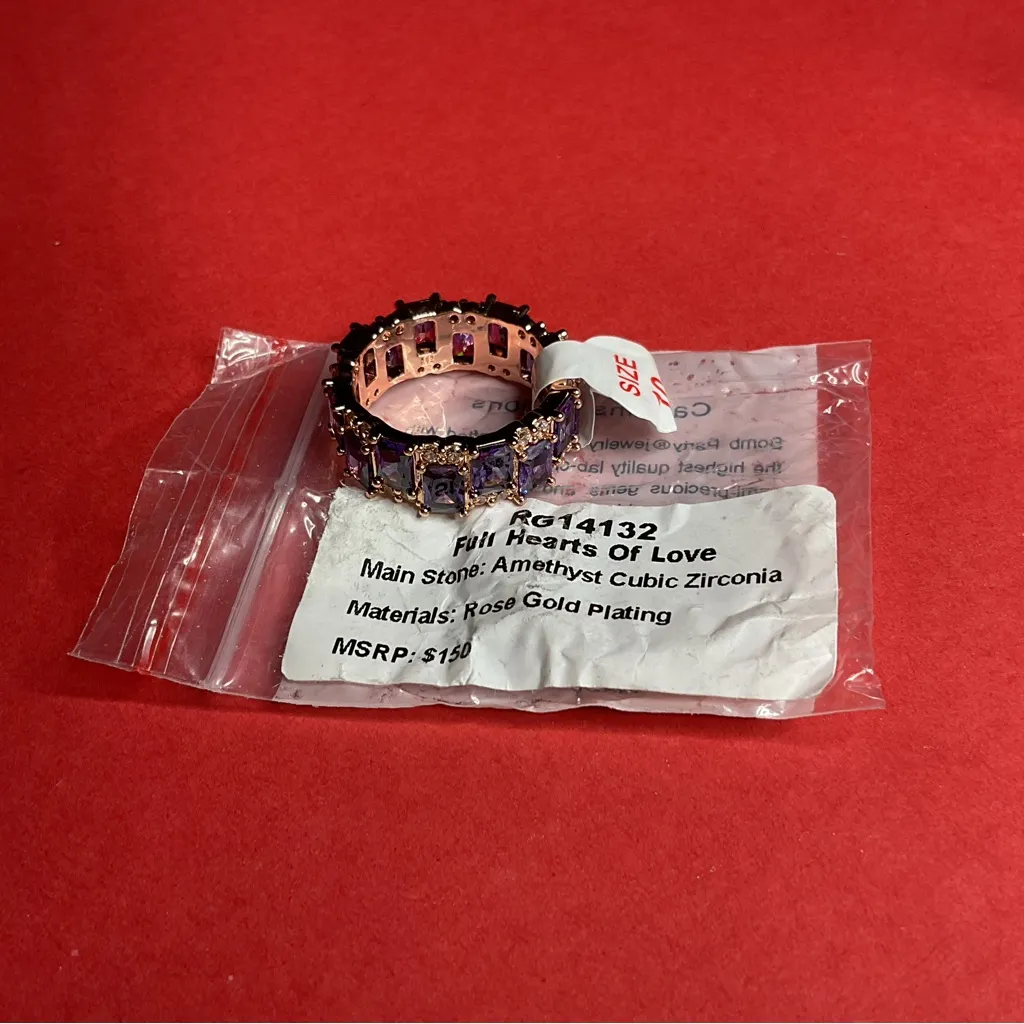 SIZE
10
Bomb Party® jewelry
the highest quality lab-
RG14132
Full Hearts Of Love
Main Stone: Amethyst Cubic Zirconia
Materials: Rose Gold Plating
MSRP: $150